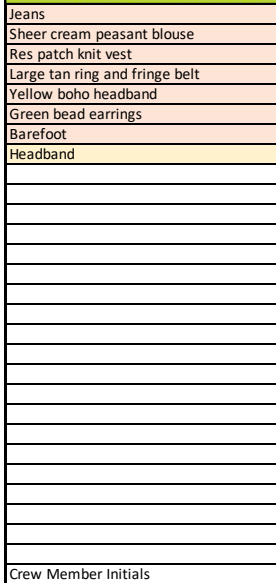 Jeans
Sheer cream peasant blouse
Res patch knit vest
Large tan ring and fringe belt
Yellow boho headband
Green bead earrings
Barefoot
Headband
Crew Member Initials